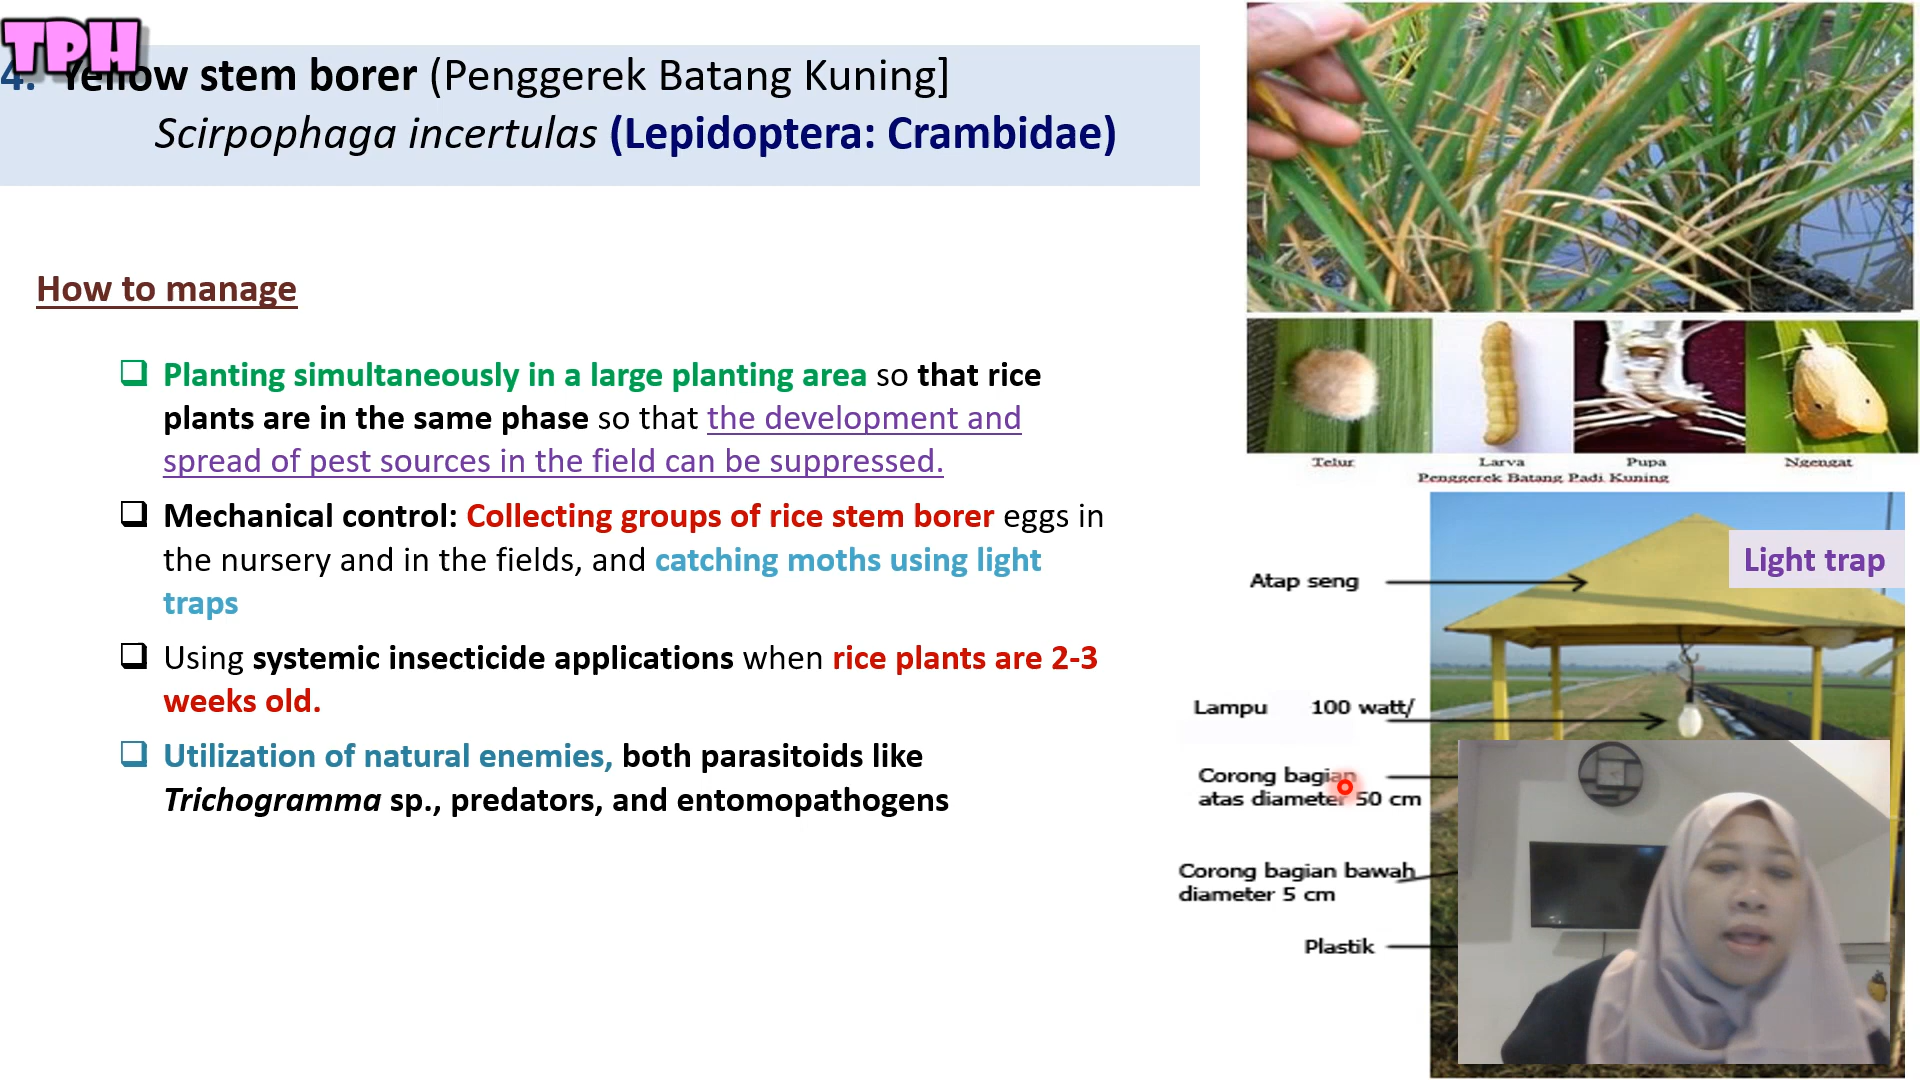 TPH
4. Yellow stem borer (Penggerek Batang Kuning]
Scirpophaga incertulas (Lepidoptera: Crambidae)
How to manage
Planting simultaneously in a large planting area so that rice
plants are in the same phase so that the development and
spread of pest sources in the field can be suppressed.
Mechanical control: Collecting groups of rice stem borer eggs in
the nursery and in the fields, and catching moths using light
traps
Using systemic insecticide applications when rice plants are 2-3
weeks old.
Utilization of natural enemies, both parasitoids like
Trichogramma sp., predators, and entomopathogens
Telur Larva Pupa Ngengat
Penggerek Batang Padi Kuning
Light trap
Atap seng
Lampu 100 watt/
Corong bagian
atas diameter 50 cm
Corong bagian bawah
diameter 5 cm
Plastik